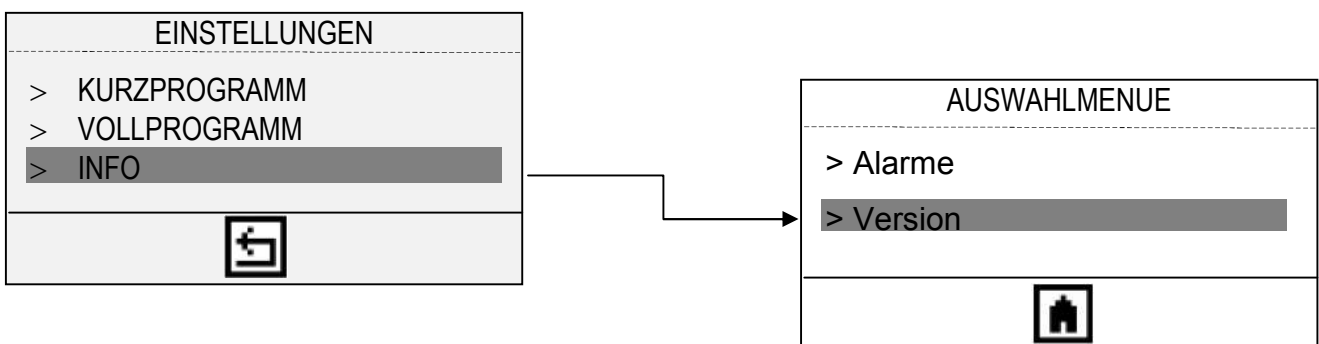 EINSTELLUNGEN
> KURZPROGRAMM
> VOLLPROGRAMM
> INFO
AUSWAHLMENUE
> Alarme
> Version